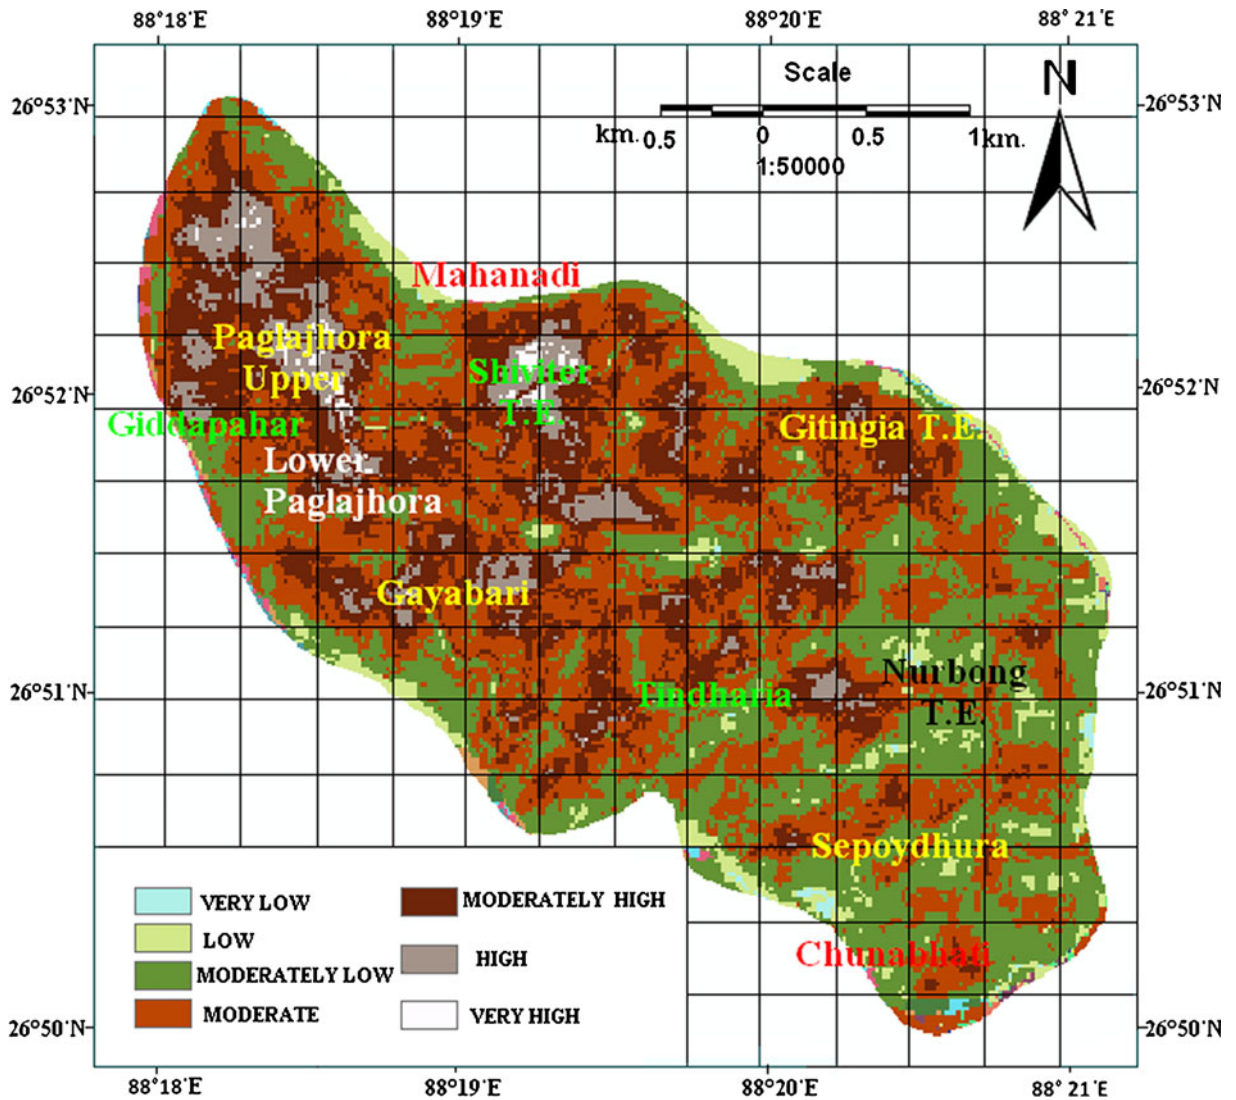 88°18'E 88°19'E 88°20'E 88° 21'E
Scale
N
26°53'N 26°53'N
km. 0.5 0 0.5 1km.
1:50000
Mahanadi
Paglajhora
Upper
Shiviter
T.E.
26°52'N 26°52'N
Giddapahar
Gitingia T.E.
Lower
Paglajhora
Gayabari
Nurbong
T.E.
26°51'N 26°51'N
Tindharia
Sepoydhura
VERY LOW
LOW
MODERATELY LOW
MODERATE
MODERATELY HIGH
HIGH
VERY HIGH
Chunabhati
26°50'N 26°50'N
88°18'E 88°19'E 88°20'E 88° 21'E